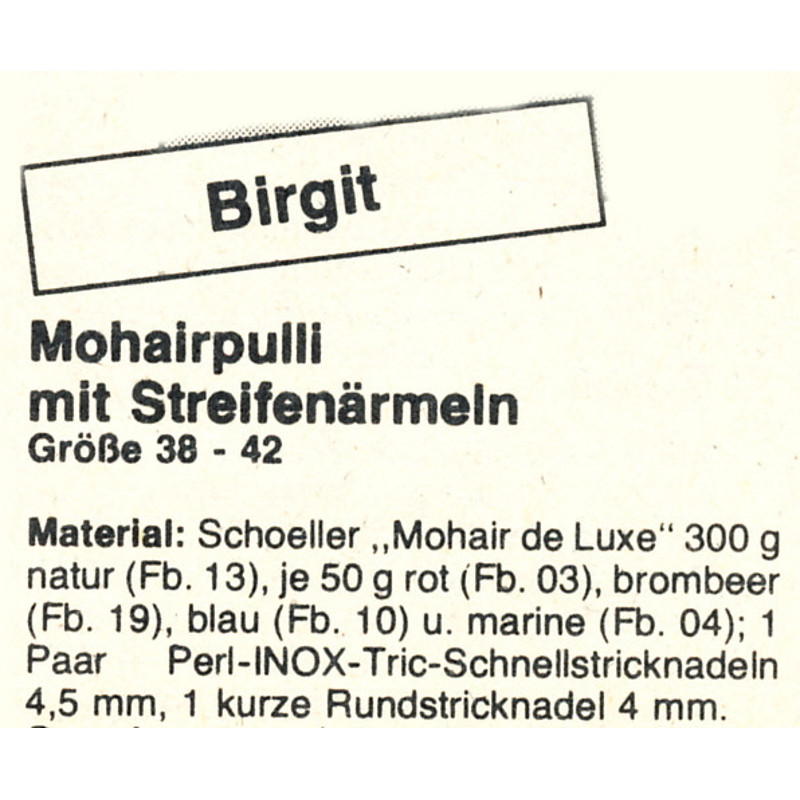 Birgit
Mohairpulli
mit Streifenärmeln
Größe 38 - 42
Material: Schoeller „Mohair de Luxe“ 300 g
natur (Fb. 13), je 50 g rot (Fb. 03), brombeer
(Fb. 19), blau (Fb. 10) u. marine (Fb. 04); 1
Paar Perl-INOX-Tric-Schnellstricknadeln
4,5 mm, 1 kurze Rundstricknadel 4 mm.